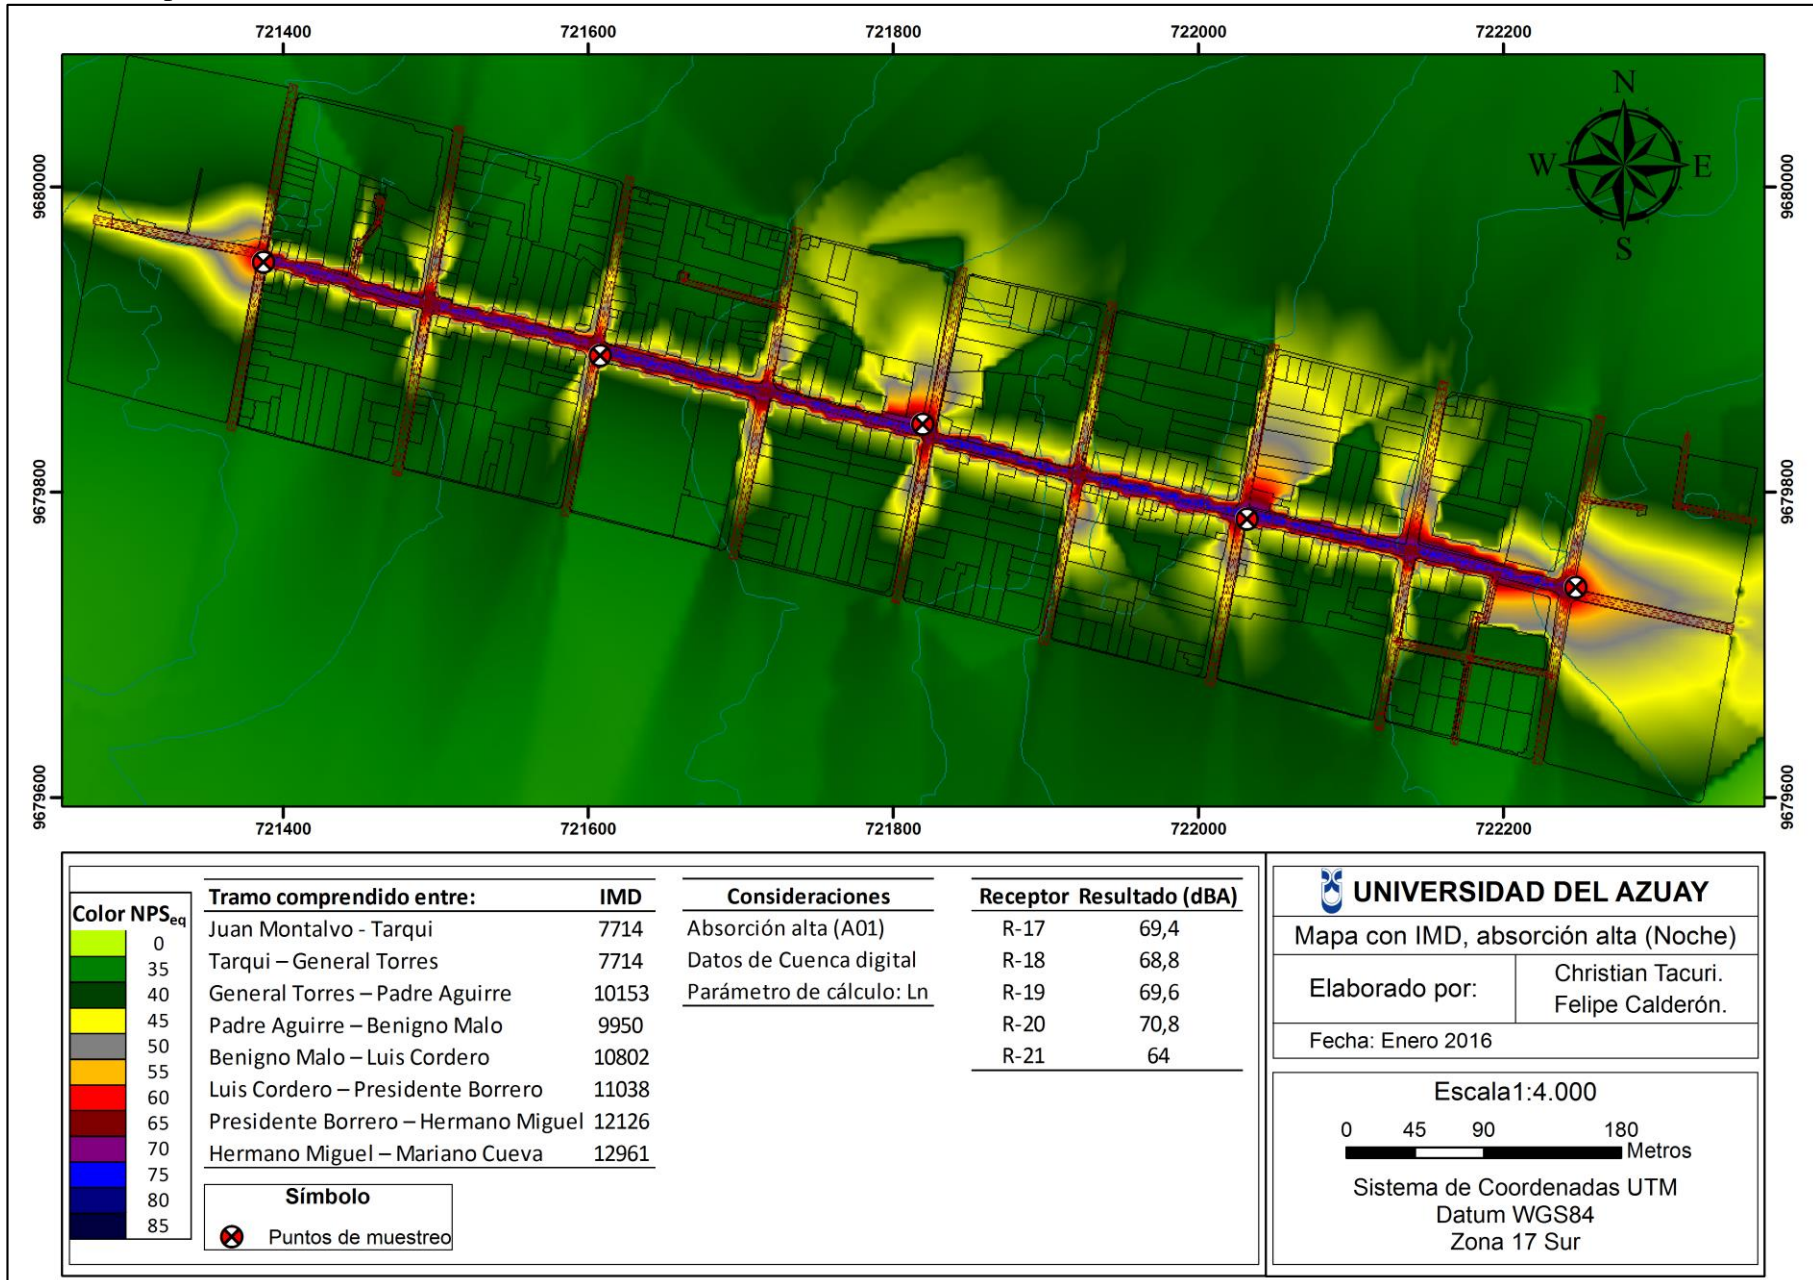 721400 721600 721800 722000 722200
9680000 9680000
9679800 9679800
9679600 9679600
N
W E
S
721400 721600 721800 722000 722200
Color NPSeq
0
35
40
45
50
55
60
65
70
75
80
85
Tramo comprendido entre: IMD
Juan Montalvo - Tarqui 7714
Tarqui – General Torres 7714
General Torres – Padre Aguirre 10153
Padre Aguirre – Benigno Malo 9950
Benigno Malo – Luis Cordero 10802
Luis Cordero – Presidente Borrero 11038
Presidente Borrero – Hermano Miguel 12126
Hermano Miguel – Mariano Cueva 12961
Símbolo
Puntos de muestreo
Consideraciones
Absorción alta (A01)
Datos de Cuenca digital
Parámetro de cálculo: Ln
Receptor Resultado (dBA)
R-17 69,4
R-18 68,8
R-19 69,6
R-20 70,8
R-21 64
UNIVERSIDAD DEL AZUAY
Mapa con IMD, absorción alta (Noche)
Elaborado por:
Christian Tacuri.
Felipe Calderón.
Fecha: Enero 2016
Escala1:4.000
0 45 90 180
Metros
Sistema de Coordenadas UTM
Datum WGS84
Zona 17 Sur